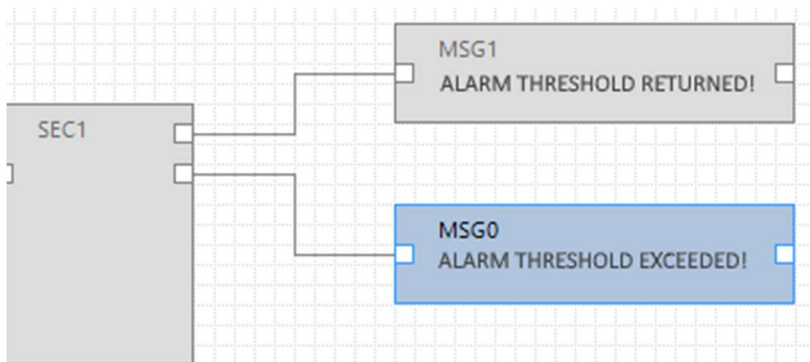 MSG1
ALARM THRESHOLD RETURNED!
SEC1
MSG0
ALARM THRESHOLD EXCEEDED!